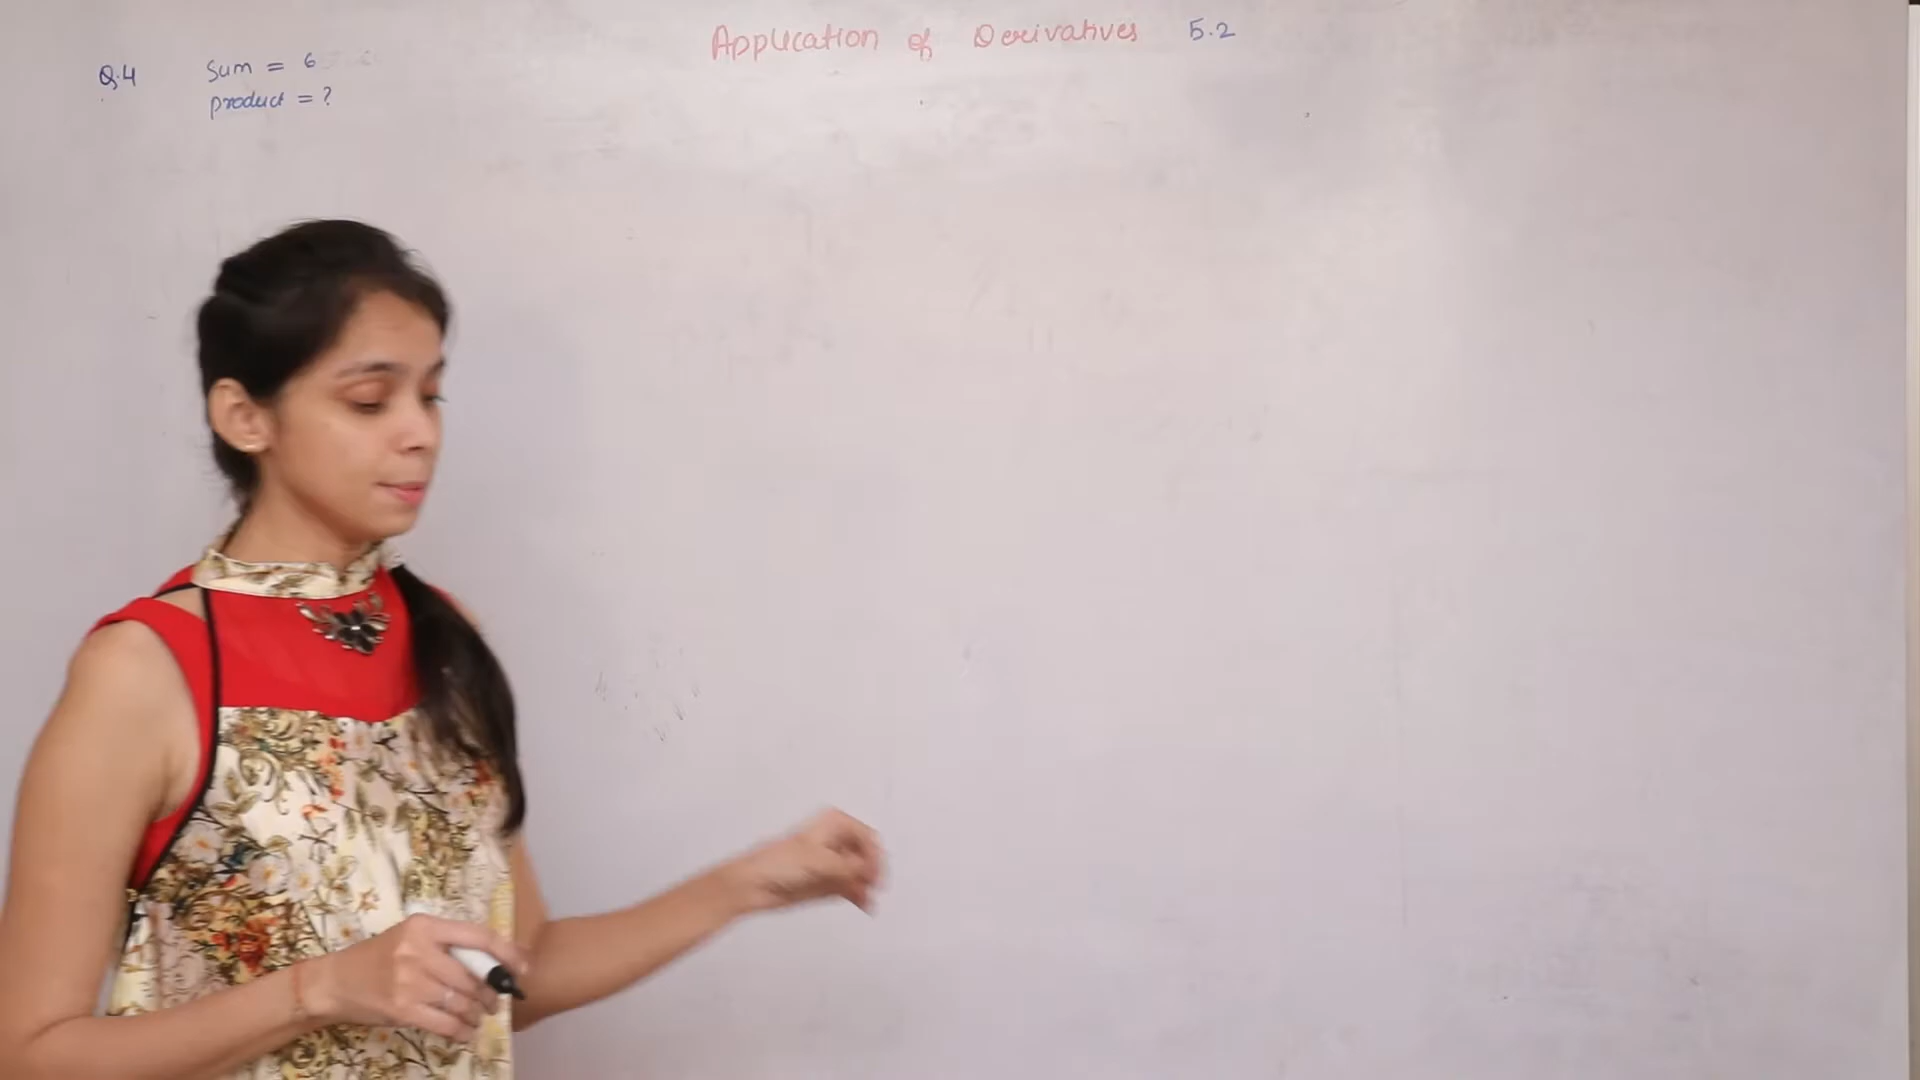 Application of Derivatives 5.2
Q.4 Sum = 6
product = ?